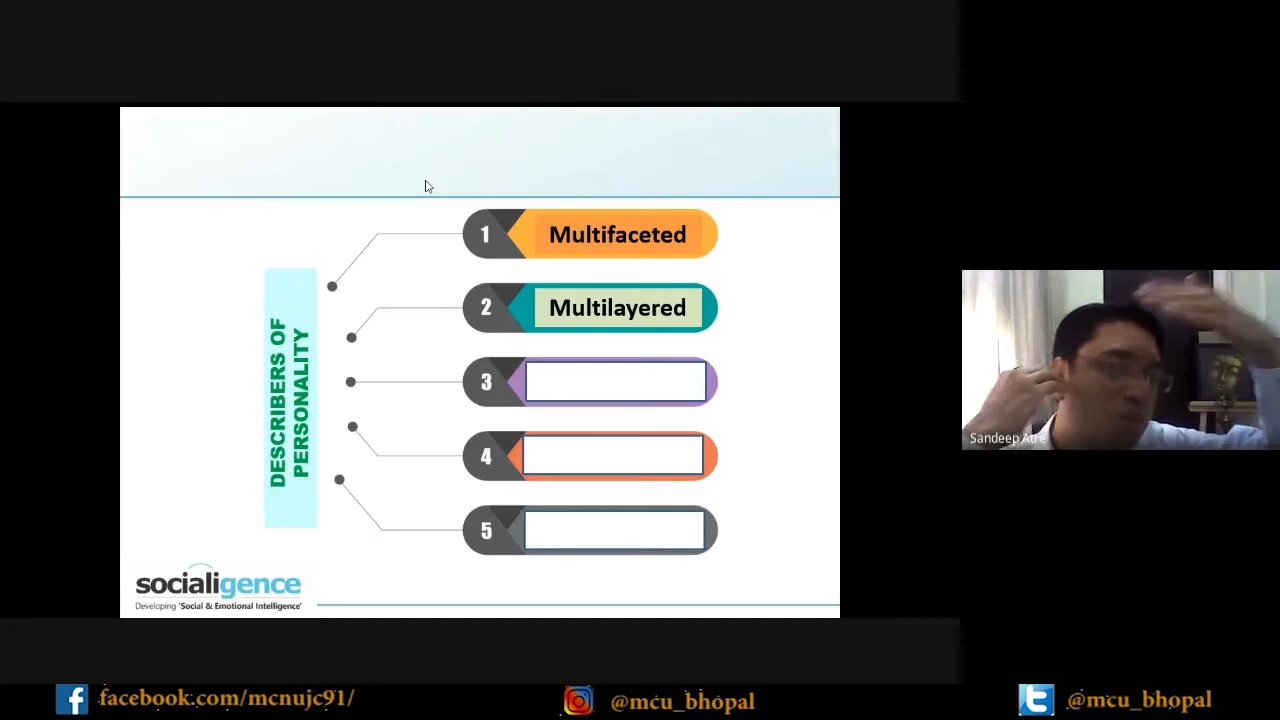 1 Multifaceted
2 Multilayered
3
4
5
DESCRIBERS OF
PERSONALITY
socialigence
Developing 'Social & Emotional Intelligence'
Sandeep Atre
facebook.com/mcnujc91/
@mcu_bhopal
@mcu_bhopal